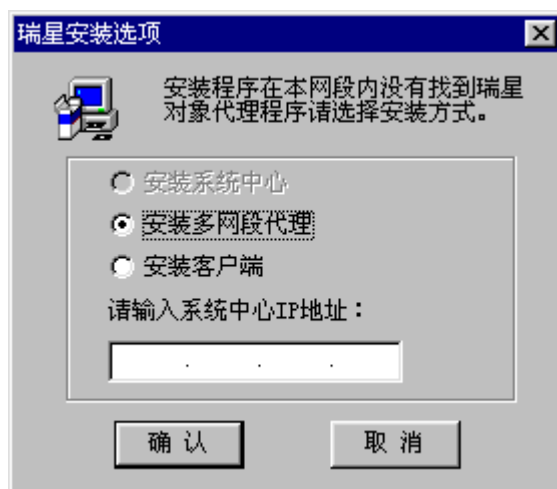 瑞星安装选项
安装程序在本网段内没有找到瑞星
对象代理程序请选择安装方式。
安装系统中心
安装多网段代理
安装客户端
请输入系统中心IP地址：
. . .
确 认 取 消